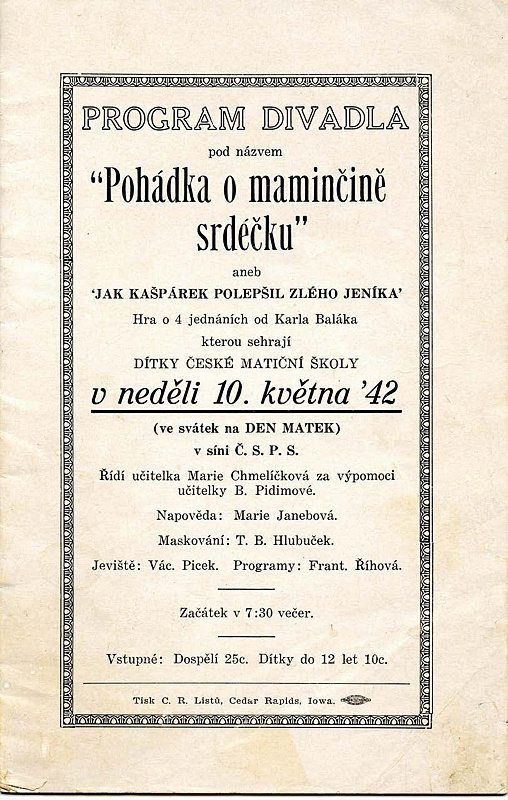 PROGRAM DIVADLA
pod názvem
“Pohádka o maminčině
srdéčku”
aneb
‘JAK KAŠPÁREK POLEPŠIL ZLÉHO JENÍKA’
Hra o 4 jednáních od Karla Baláka
kterou sehrají
DÍTKY ČESKÉ MATIČNÍ ŠKOLY
v neděli 10. května ’42
(ve svátek na DEN MATEK)
v síni Č. S. P. S.
Řídí učitelka Marie Chmelíčková za výpomoci
učitelky B. Pidimové.
Napověda: Marie Janebová.
Maskování: T. B. Hlubuček.
Jeviště: Vác. Picek. Programy: Frant. Říhová.
Začátek v 7:30 večer.
Vstupné: Dospělí 25c. Dítky do 12 let 10c.
Tisk C. R. Listů, Cedar Rapids, Iowa.